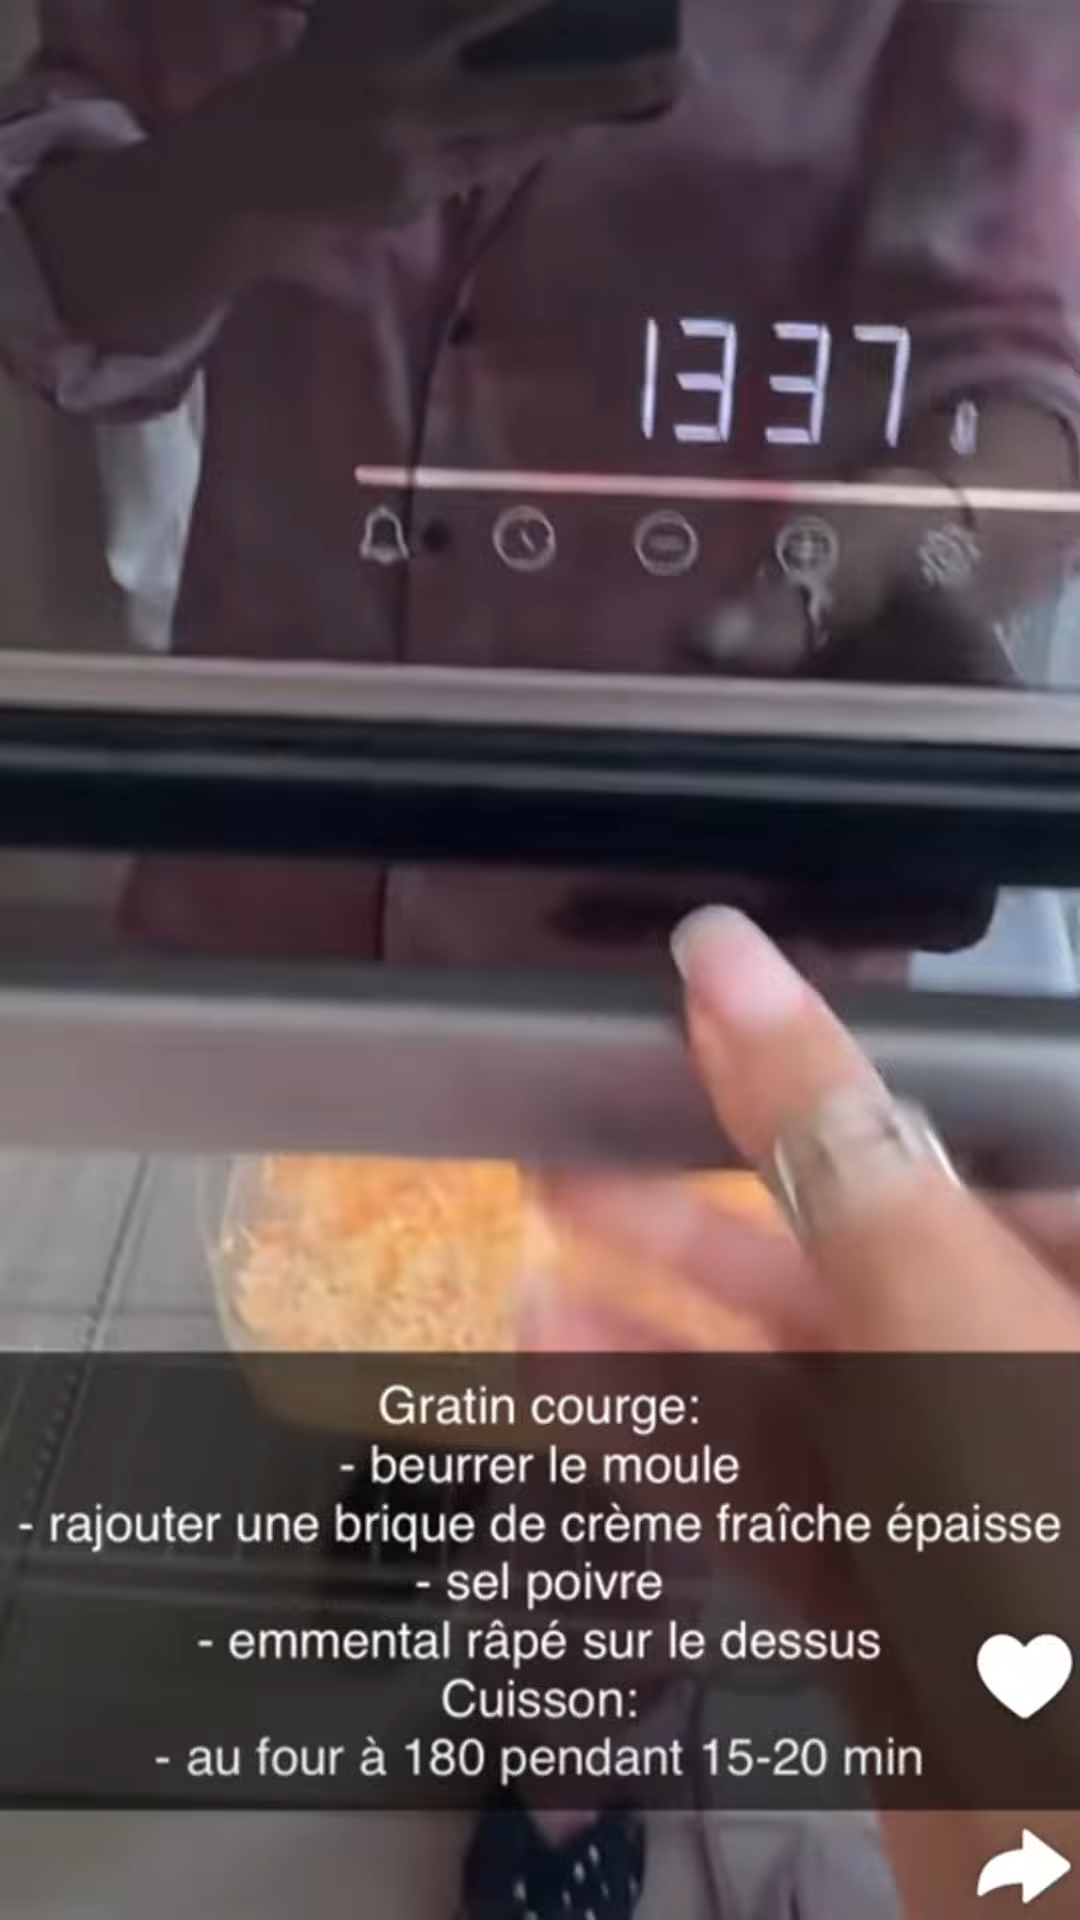 1337
Gratin courge:
- beurrer le moule
- rajouter une brique de crème fraîche épaisse
- sel poivre
- emmental râpé sur le dessus
Cuisson:
- au four à 180 pendant 15-20 min